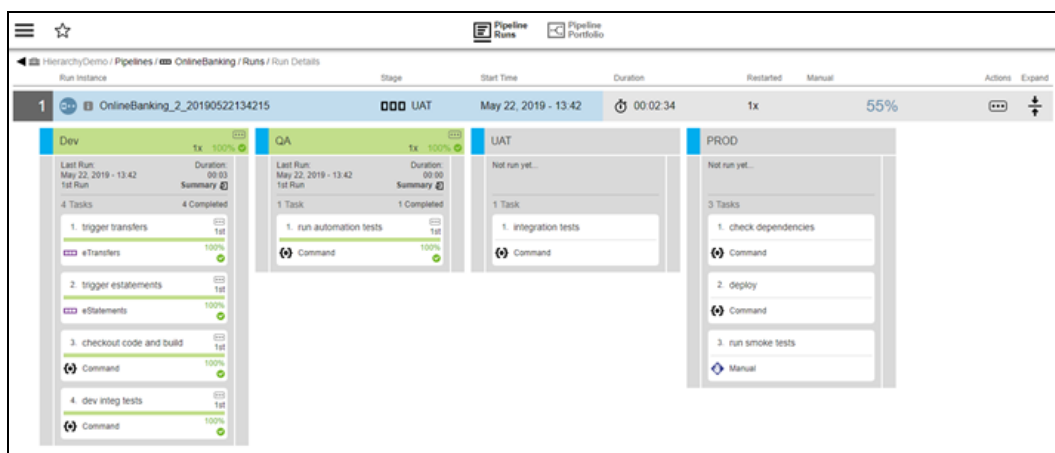 Pipeline Runs
Pipeline Portfolio
HierarchyDemo / Pipelines / OnlineBanking / Runs / Run Details
Run Instance Stage Start Time Duration Restarted Manual Actions Expand
1 OnlineBanking_2_20190522134215 UAT May 22, 2019 - 13.42 00:02:34 1x 55%
Dev
1x 100%
Last Run: Duration:
May 22, 2019 - 13.42 00:03
1st Run Summary
4 Tasks 4 Completed
1. trigger transfers 1st
eTransfers 100%
2. trigger estatements 1st
eStatements 100%
3. checkout code and build 1st
Command 100%
4. dev integ tests 1st
Command 100%
QA
1x 100%
Last Run: Duration:
May 22, 2019 - 13.42 00:00
1st Run Summary
1 Task 1 Completed
1. run automation tests 1st
Command 100%
UAT
Not run yet...
1 Task
1. integration tests
Command
PROD
Not run yet...
3 Tasks
1. check dependencies
Command
2. deploy
Command
3. run smoke tests
Manual